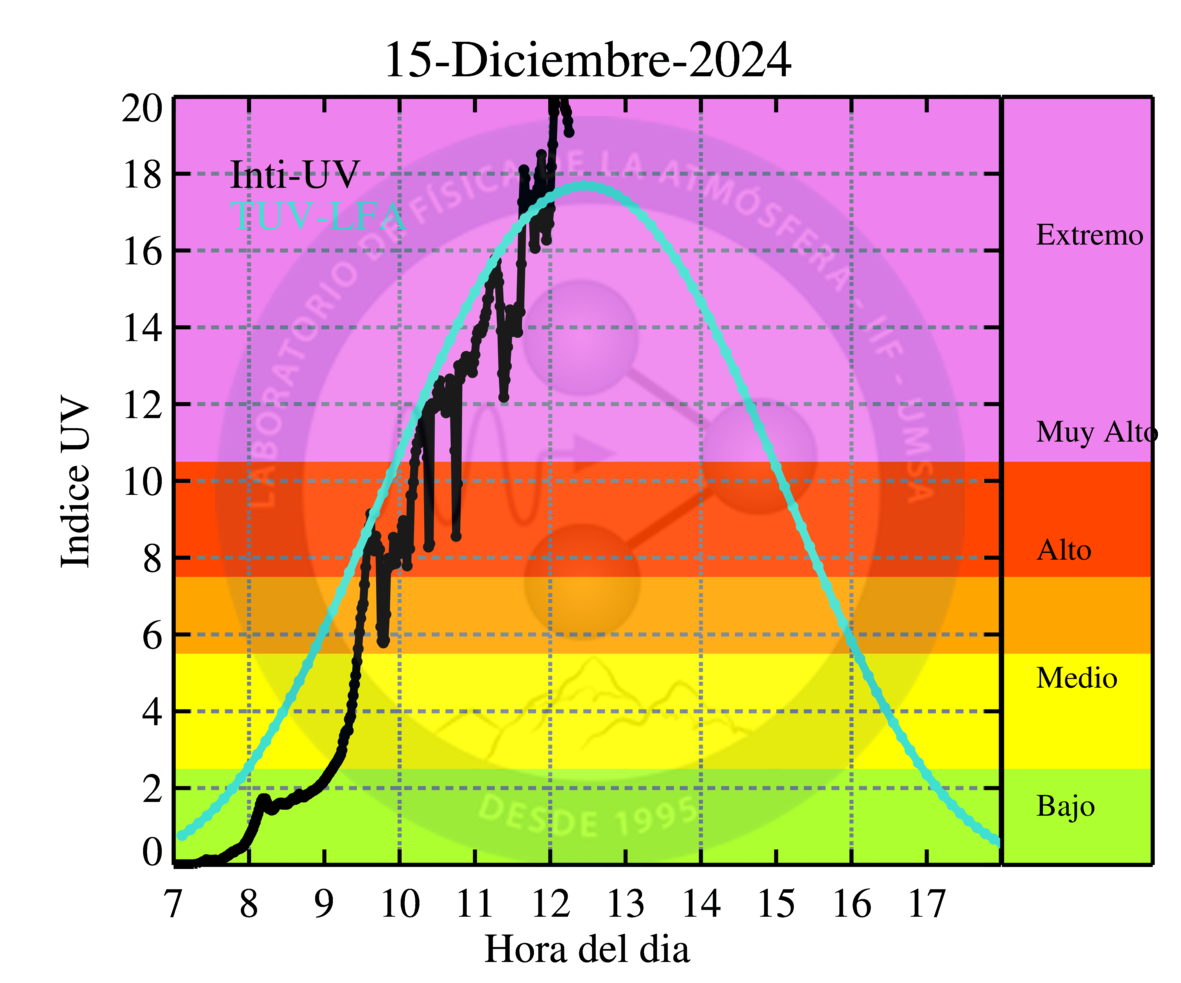 15-Diciembre-2024
Indice UV
20
18
16
14
12
10
8
6
4
2
0
Inti-UV
TUV-LFA
LABORATORIO DE FÍSICA DE LA ATMÓSFERA - IIF - UMSA
DESDE 1995
Extremo
Muy Alto
Alto
Medio
Bajo
7 8 9 10 11 12 13 14 15 16 17
Hora del dia